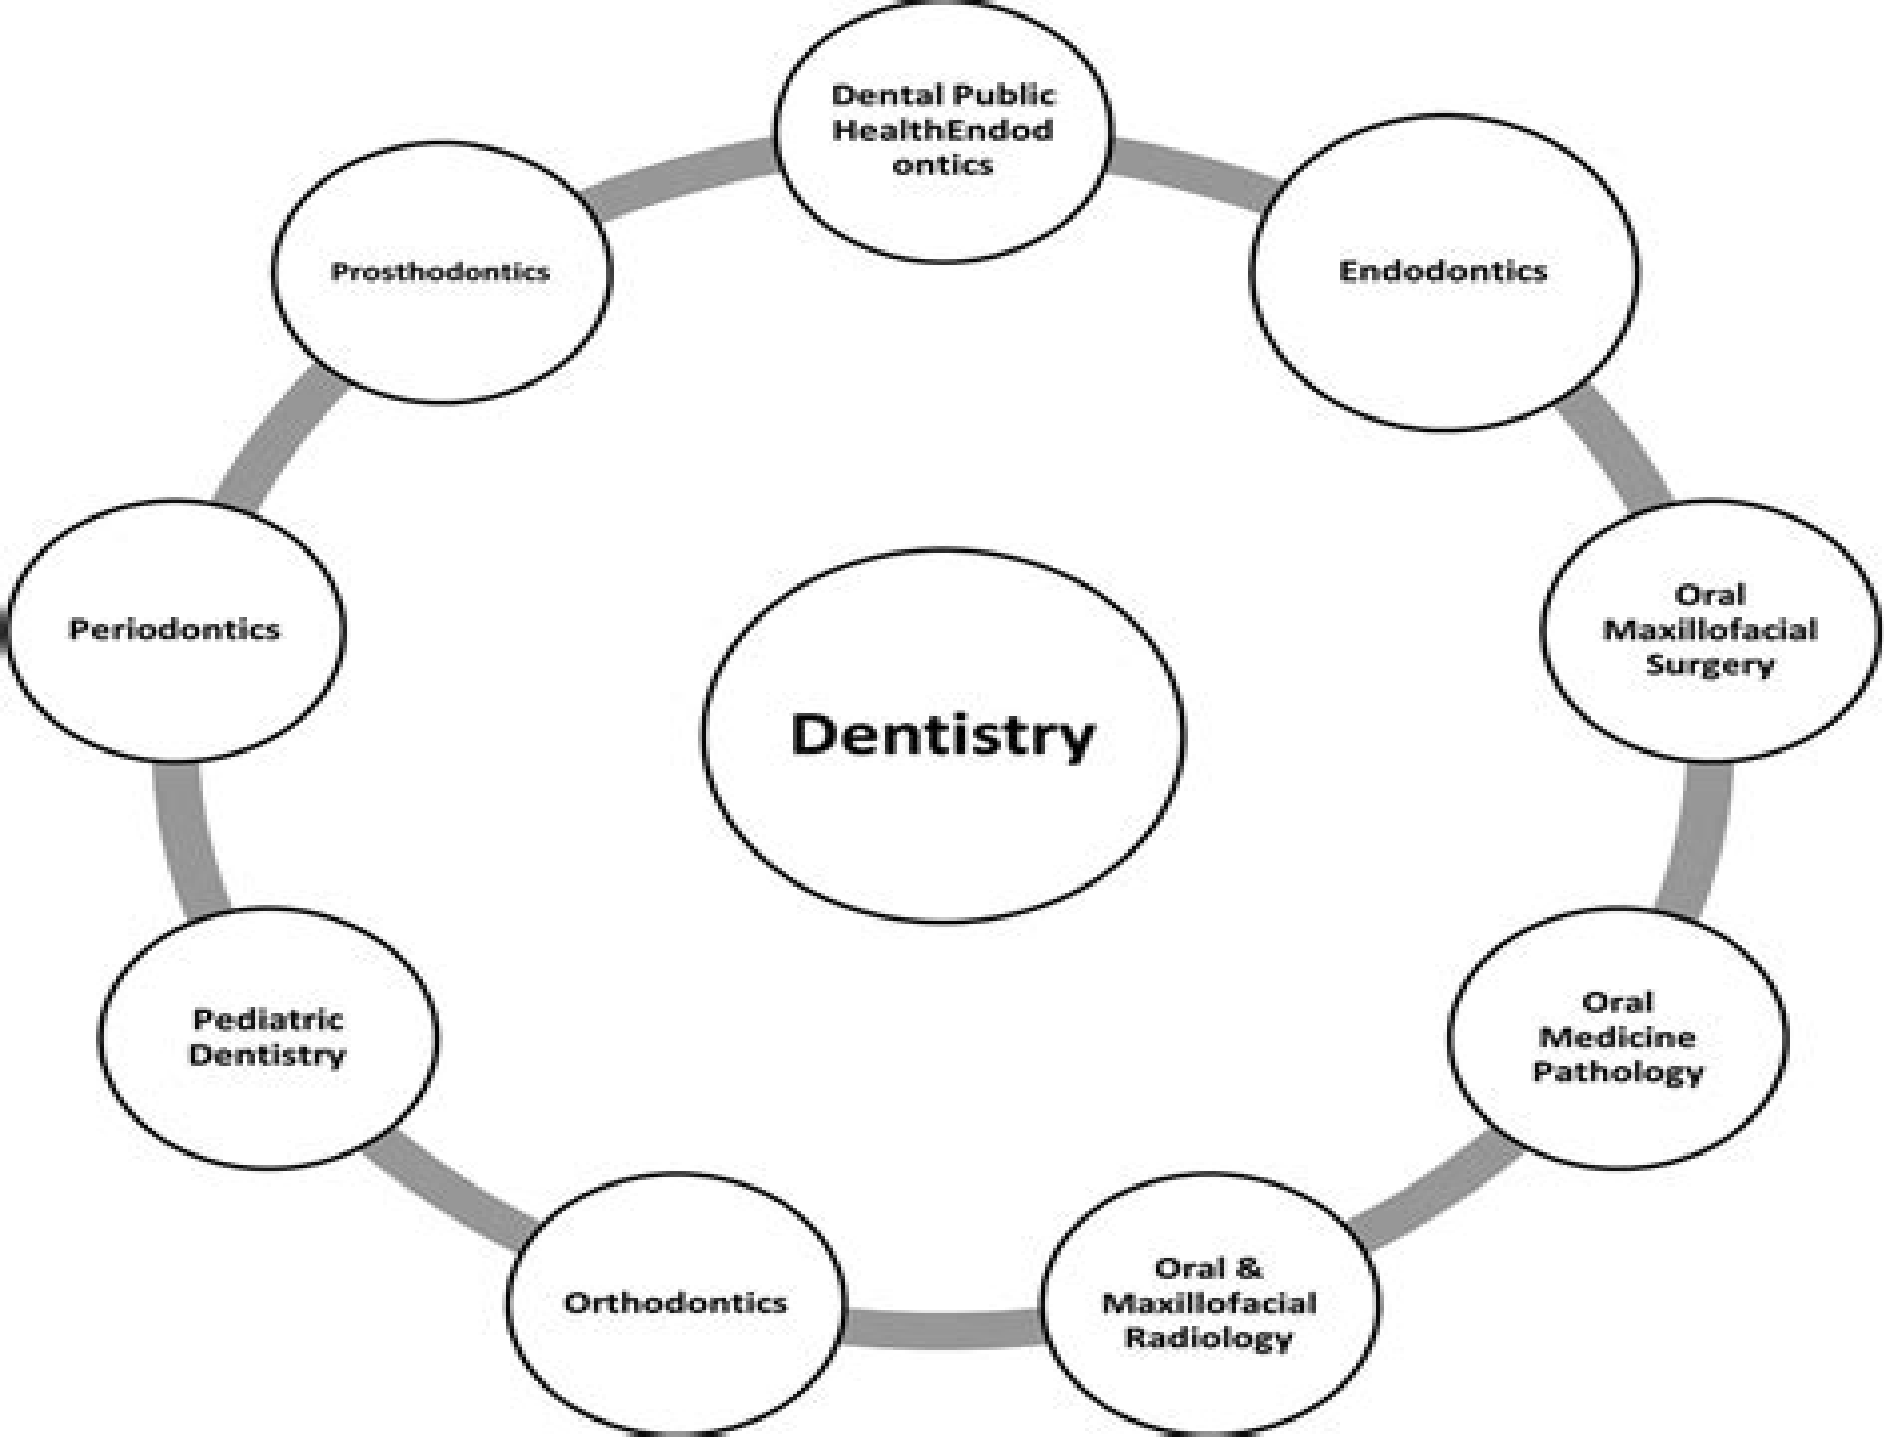 Dental Public
HealthEndod
ontics
Endodontics
Oral
Maxillofacial
Surgery
Oral
Medicine
Pathology
Oral &
Maxillofacial
Radiology
Orthodontics
Pediatric
Dentistry
Periodontics
Prosthodontics
Dentistry